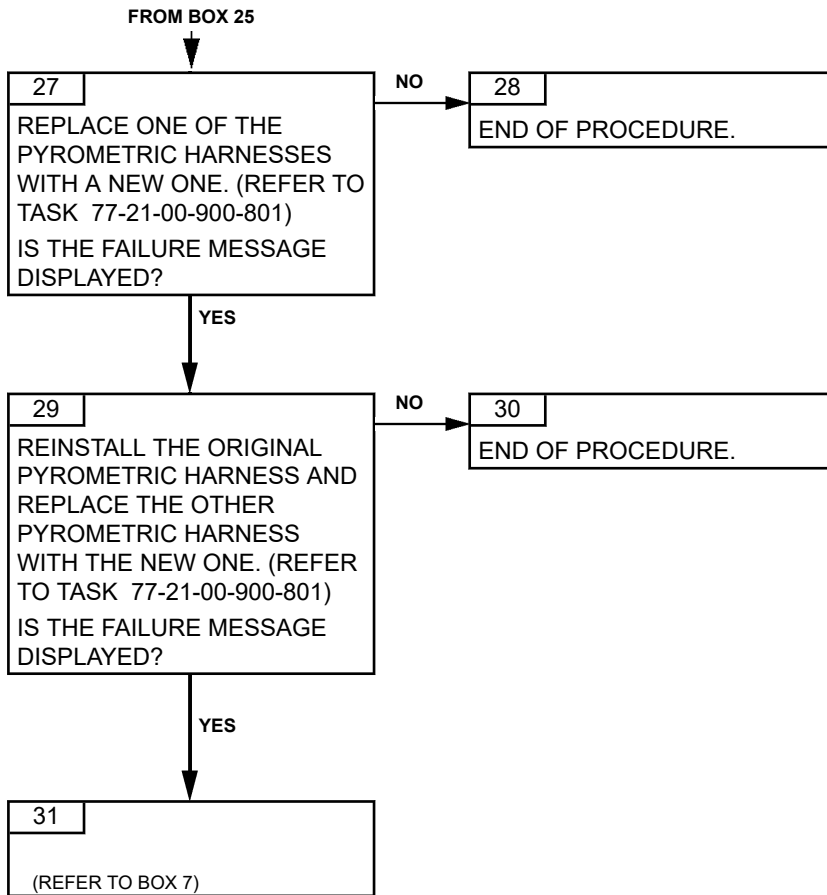 FROM BOX 25
27
REPLACE ONE OF THE
PYROMETRIC HARNESSES
WITH A NEW ONE. (REFER TO
TASK 77-21-00-900-801)
IS THE FAILURE MESSAGE
DISPLAYED?
NO
28
END OF PROCEDURE.
YES
29
REINSTALL THE ORIGINAL
PYROMETRIC HARNESS AND
REPLACE THE OTHER
PYROMETRIC HARNESS
WITH THE NEW ONE. (REFER
TO TASK 77-21-00-900-801)
IS THE FAILURE MESSAGE
DISPLAYED?
NO
30
END OF PROCEDURE.
YES
31
(REFER TO BOX 7)